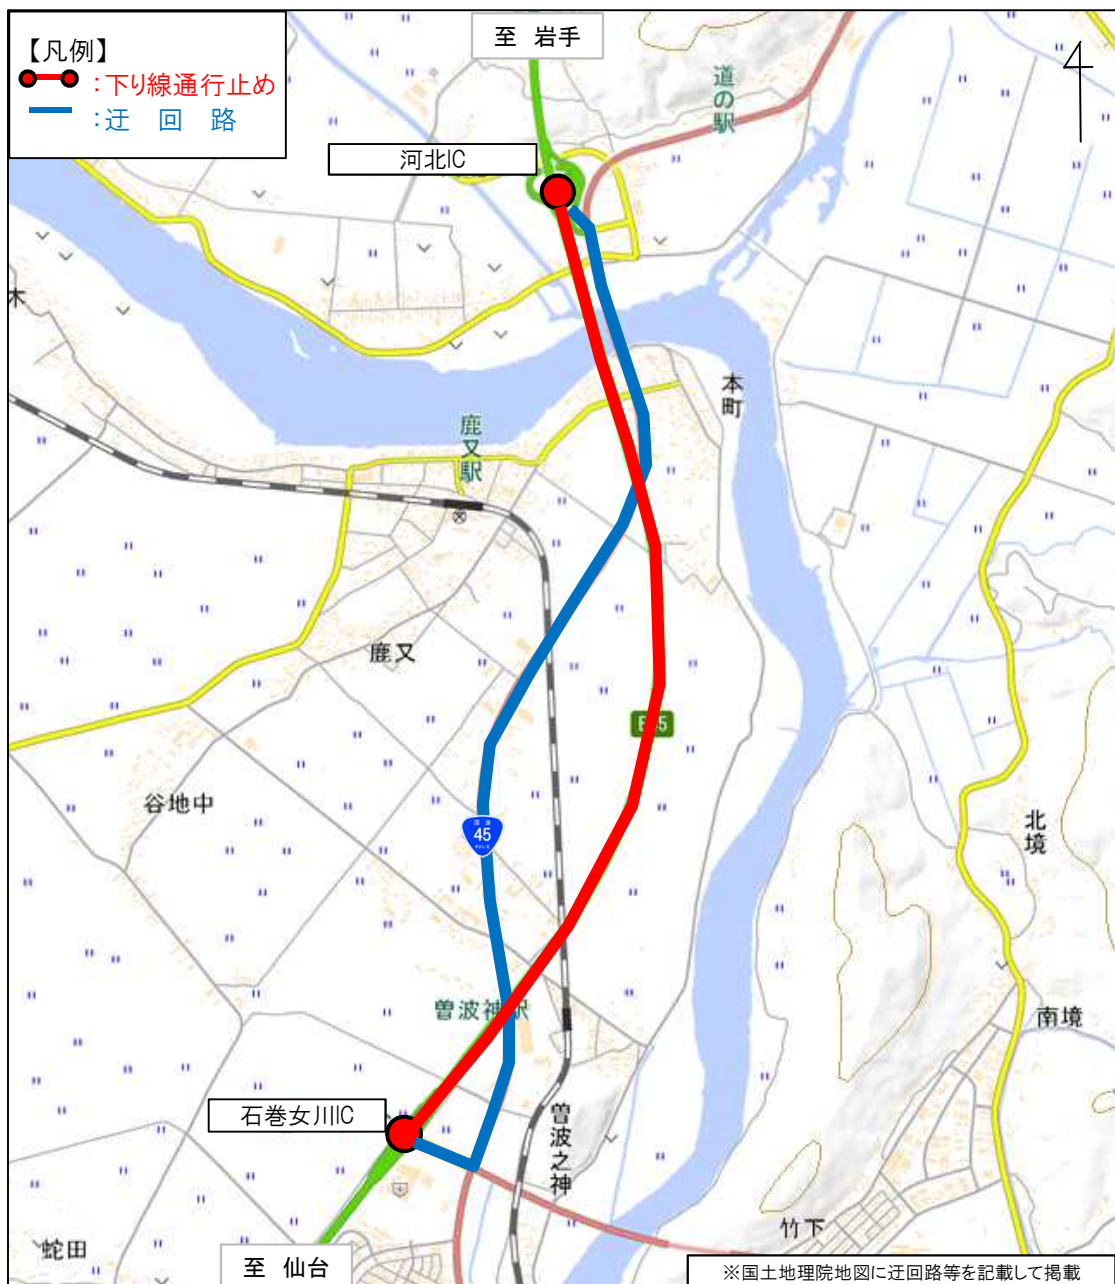 至 岩手
【凡例】
:下り線通行止め
:迂 回 路
道の駅
河北IC
木
本町
鹿又駅
鹿又
谷地中
国道
45
北境
曽波神駅
南境
石巻女川IC
曽波之神
竹下
蛇田
至 仙台
※国土地理院地図に迂回路等を記載して掲載